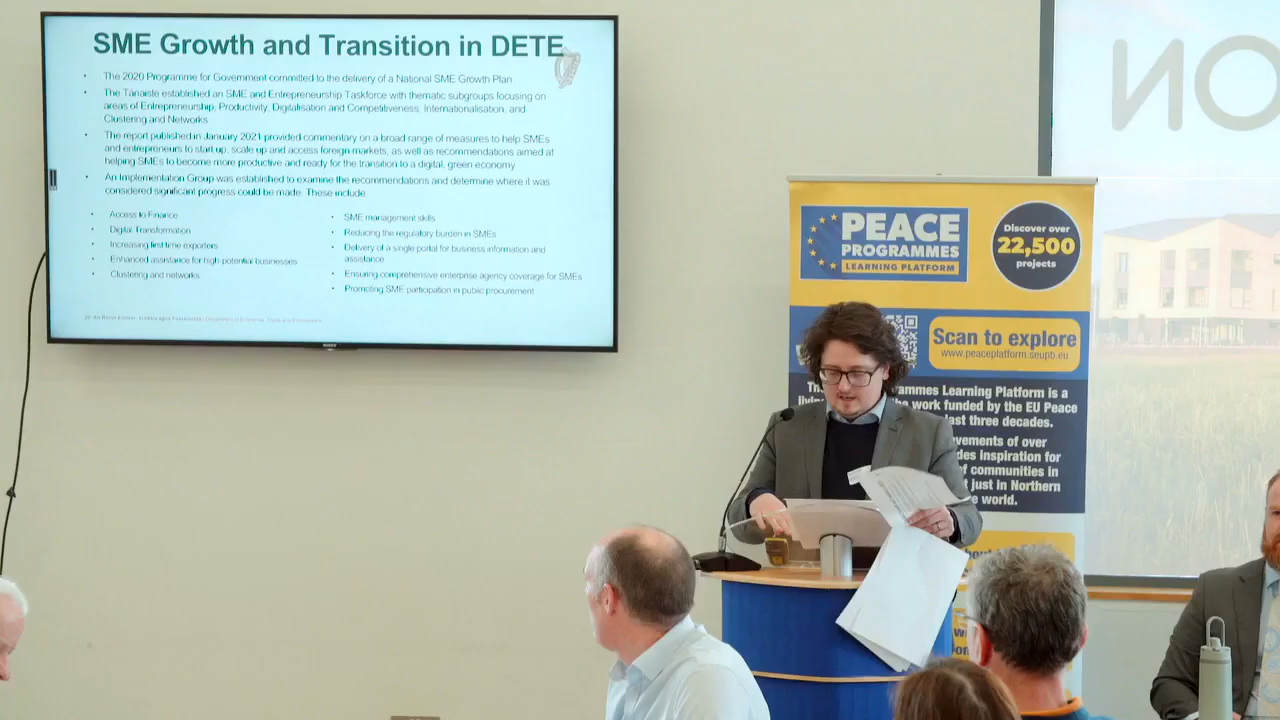 SME Growth and Transition in DETE
• The 2020 Programme for Government committed to the delivery of a National SME Growth Plan
• The Tánaiste established an SME and Entrepreneurship Taskforce with thematic subgroups focusing on
areas of Entrepreneurship, Productivity, Digitalisation and Competitiveness, Internationalisation, and
Clustering and Networks
• The report published in January 2021 provided commentary on a broad range of measures to help SMEs
and entrepreneurs to start up, scale up and access foreign markets, as well as recommendations aimed at
helping SMEs to become more productive and ready for the transition to a digital, green economy
• An Implementation Group was established to examine the recommendations and determine where it was
considered significant progress could be made. These include
• Access to Finance
• Digital Transformation
• Increasing first time exporters
• Enhanced assistance for high-potential businesses
• Clustering and networks
• SME management skills
• Reducing the regulatory burden in SMEs
• Delivery of a single portal for business information and
assistance
• Ensuring comprehensive enterprise agency coverage for SMEs
• Promoting SME participation in public procurement
SONY
NO
PEACE
PROGRAMMES
LEARNING PLATFORM
Discover over
22,500
projects
Scan to explore
www.peaceplatform.seupb.eu
ammes Learning Platform is a
work funded by the EU Peace
last three decades.
vements of over
des inspiration for
of communities in
t just in Northern
e world.